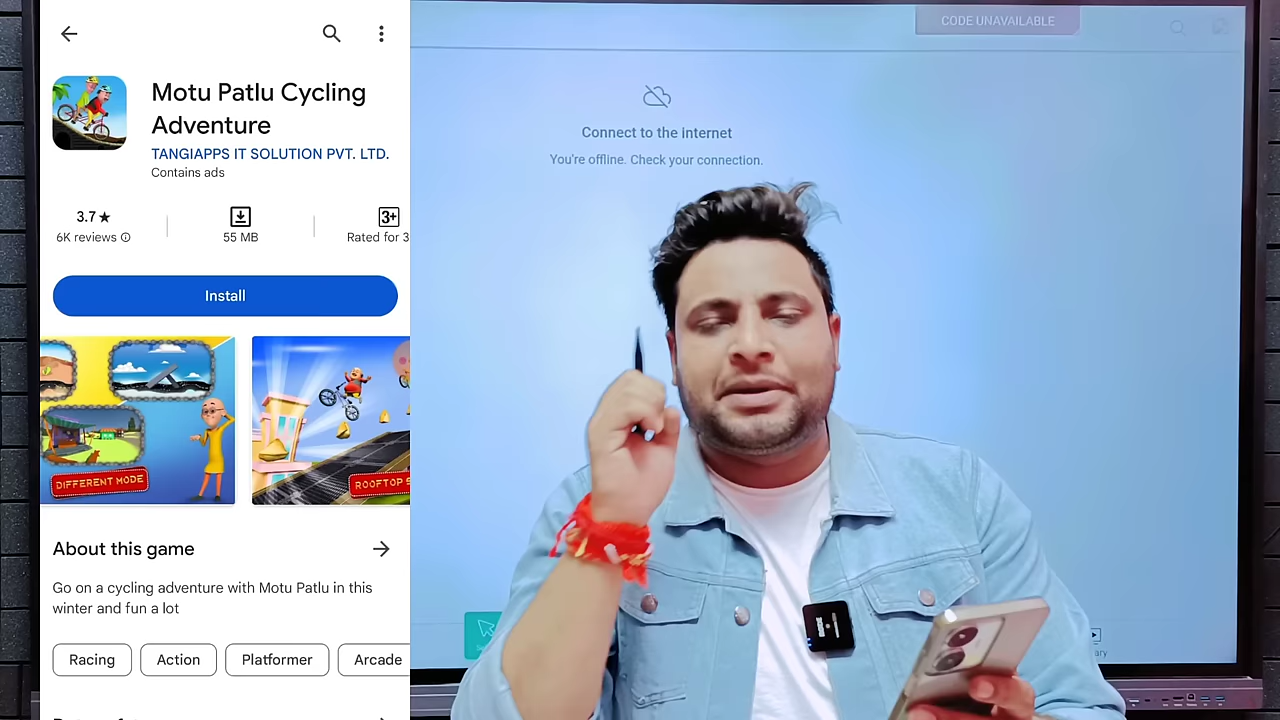 Motu Patlu Cycling
Adventure
TANGIAPPS IT SOLUTION PVT. LTD.
Contains ads
3.7★
6K reviews
55 MB
3+
Rated for 3
Install
DIFFERENT MODE
ROOFTOP
About this game
Go on a cycling adventure with Motu Patlu in this
winter and fun a lot
Racing
Action
Platformer
Arcade
CODE UNAVAILABLE
Connect to the internet
You're offline. Check your connection.